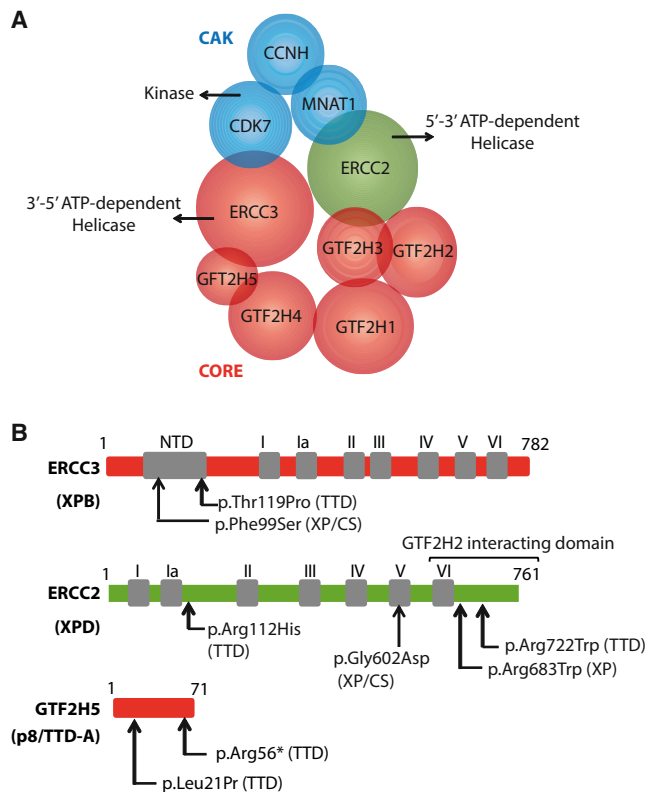 A
CAK
CCNH
Kinase
MNAT1
CDK7
5'-3' ATP-dependent
Helicase
ERCC2
3'-5' ATP-dependent
Helicase
ERCC3
GTF2H3
GTF2H2
GFT2H5
GTF2H4
GTF2H1
CORE
B
1
NTD
I
Ia
II
III
IV
V
VI
782
ERCC3
(XPB)
p.Thr119Pro (TTD)
p.Phe99Ser (XP/CS)
GTF2H2 interacting domain
1
I
Ia
II
III
IV
V
VI
761
ERCC2
(XPD)
p.Arg112His
(TTD)
p.Gly602Asp
(XP/CS)
p.Arg722Trp (TTD)
p.Arg683Trp (XP)
1
71
GTF2H5
(p8/TTD-A)
p.Arg56* (TTD)
p.Leu21Pr (TTD)